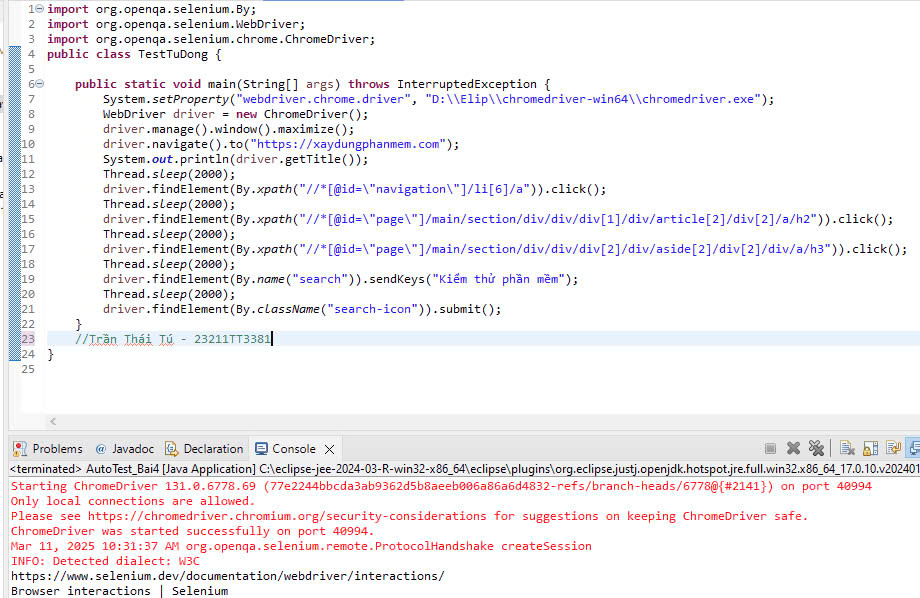 1 import org.openqa.selenium.By;
2 import org.openqa.selenium.WebDriver;
3 import org.openqa.selenium.chrome.ChromeDriver;
4 public class TestTuDong {
5
6 public static void main(String[] args) throws InterruptedException {
7 System.setProperty("webdriver.chrome.driver", "D:\\Elip\\chromedriver-win64\\chromedriver.exe");
8 WebDriver driver = new ChromeDriver();
9 driver.manage().window().maximize();
10 driver.navigate().to("https://xaydungphanmem.com");
11 System.out.println(driver.getTitle());
12 Thread.sleep(2000);
13 driver.findElement(By.xpath("//*[@id=\"navigation\"]/li[6]/a")).click();
14 Thread.sleep(2000);
15 driver.findElement(By.xpath("//*[@id=\"page\"]/main/section/div/div/div[1]/div/article[2]/div[2]/a/h2")).click();
16 Thread.sleep(2000);
17 driver.findElement(By.xpath("//*[@id=\"page\"]/main/section/div/div/div[2]/div/aside[2]/div[2]/div/a/h3")).click();
18 Thread.sleep(2000);
19 driver.findElement(By.name("search")).sendKeys("Kiểm thử phần mềm");
20 Thread.sleep(2000);
21 driver.findElement(By.className("search-icon")).submit();
22 }
23 //Trần Thái Tú - 23211TT3381
24 }
25
Problems @ Javadoc Declaration Console
<terminated> AutoTest_Bai4 [Java Application] C:\eclipse-jee-2024-03-R-win32-x86_64\eclipse\plugins\org.eclipse.justj.openjdk.hotspot.jre.full.win32.x86_64_17.0.10.v202401
Starting ChromeDriver 131.0.6778.69 (77e2244bbcda3ab9362d5b8aeeb006a86a6d4832-refs/branch-heads/6778@{#2141}) on port 40994
Only local connections are allowed.
Please see https://chromedriver.chromium.org/security-considerations for suggestions on keeping ChromeDriver safe.
ChromeDriver was started successfully on port 40994.
Mar 11, 2025 10:31:37 AM org.openqa.selenium.remote.ProtocolHandshake createSession
INFO: Detected dialect: W3C
https://www.selenium.dev/documentation/webdriver/interactions/
Browser interactions | Selenium